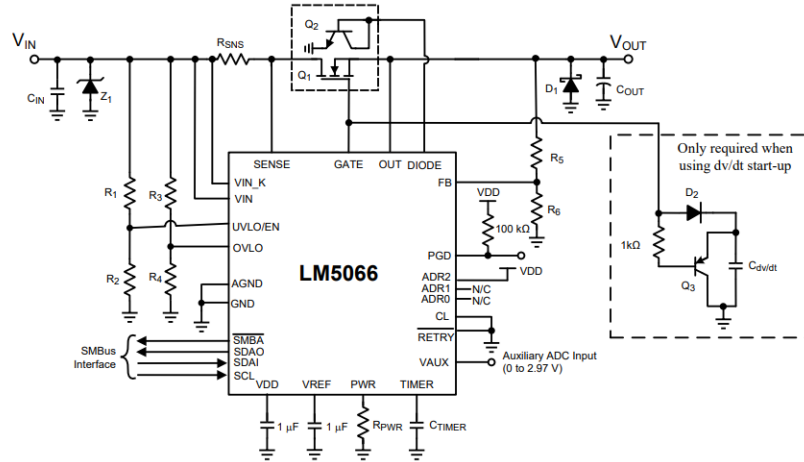 Q2
VIN
RSNS
VOUT
Q1
CIN
Z1
D1
COUT
Only required when
using dv/dt start-up
SENSE
GATE
OUT
DIODE
R5
VIN_K
FB
R1
R3
VIN
VDD
D2
R6
UVLO/EN
100 kΩ
1kΩ
OVLO
PGD
Cdv/dt
R2
R4
LM5066
ADR2
VDD
Q3
AGND
ADR1
N/C
GND
ADR0
N/C
CL
SMBA
RETRY
SMBus
Interface
SDAO
SDAI
VAUX
Auxiliary ADC Input
(0 to 2.97 V)
SCL
VDD
VREF
PWR
TIMER
1 µF
1 µF
RPWR
CTIMER